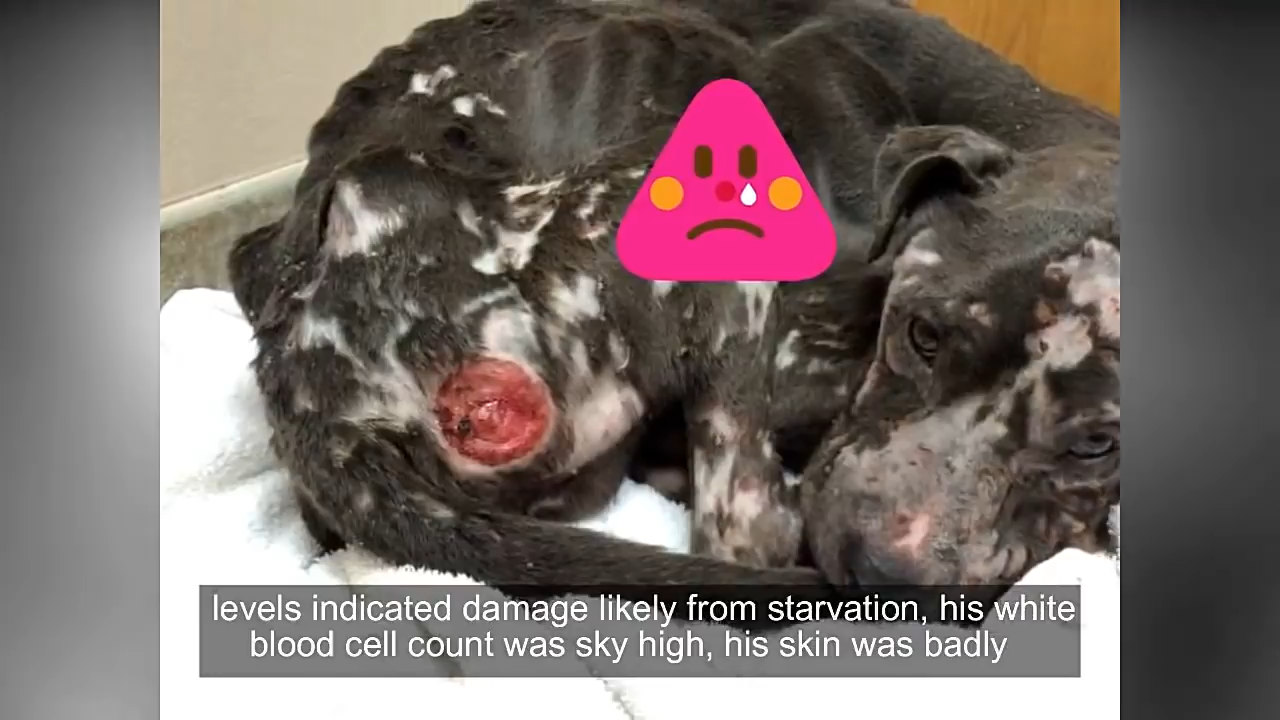 levels indicated damage likely from starvation, his white
blood cell count was sky high, his skin was badly